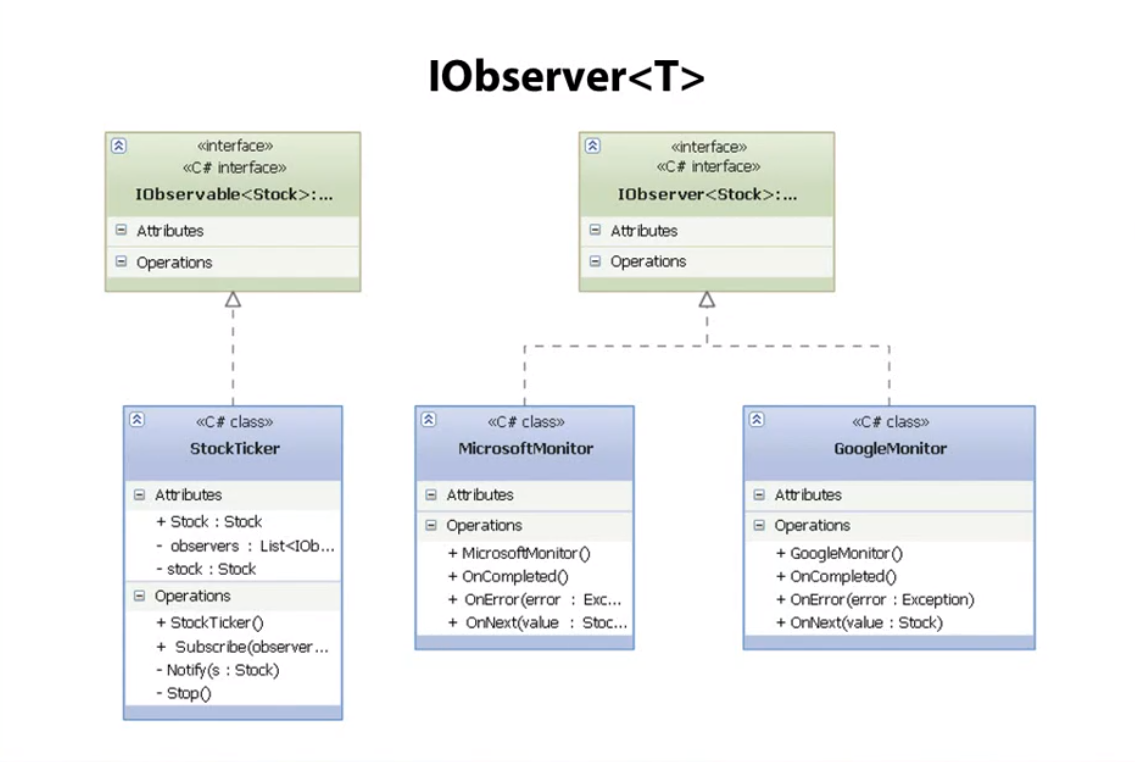 IObserver<T>
«interface»
«C# interface»
IObservable<Stock>:...
Attributes
Operations
«interface»
«C# interface»
IObserver<Stock>:...
Attributes
Operations
«C# class»
StockTicker
Attributes
+ Stock : Stock
- observers : List<IOb...
- stock : Stock
Operations
+ StockTicker()
+ Subscribe(observer...
- Notify(s : Stock)
- Stop()
«C# class»
MicrosoftMonitor
Attributes
Operations
+ MicrosoftMonitor()
+ OnCompleted()
+ OnError(error : Exc...
+ OnNext(value : Stoc...
«C# class»
GoogleMonitor
Attributes
Operations
+ GoogleMonitor()
+ OnCompleted()
+ OnError(error : Exception)
+ OnNext(value : Stock)